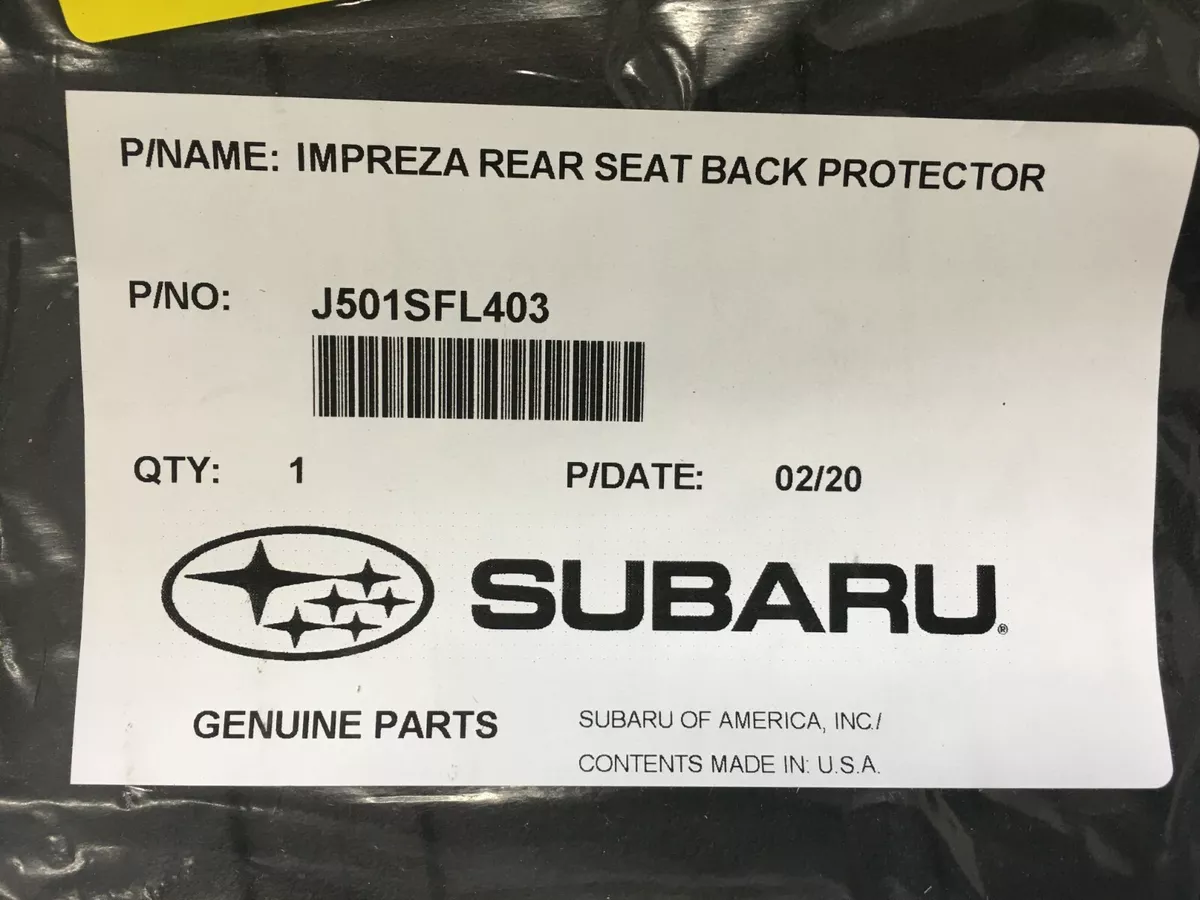 P/NAME: IMPREZA REAR SEAT BACK PROTECTOR
P/NO: J501SFL403
QTY: 1 P/DATE: 02/20
SUBARU®
GENUINE PARTS SUBARU OF AMERICA, INC./
CONTENTS MADE IN: U.S.A.